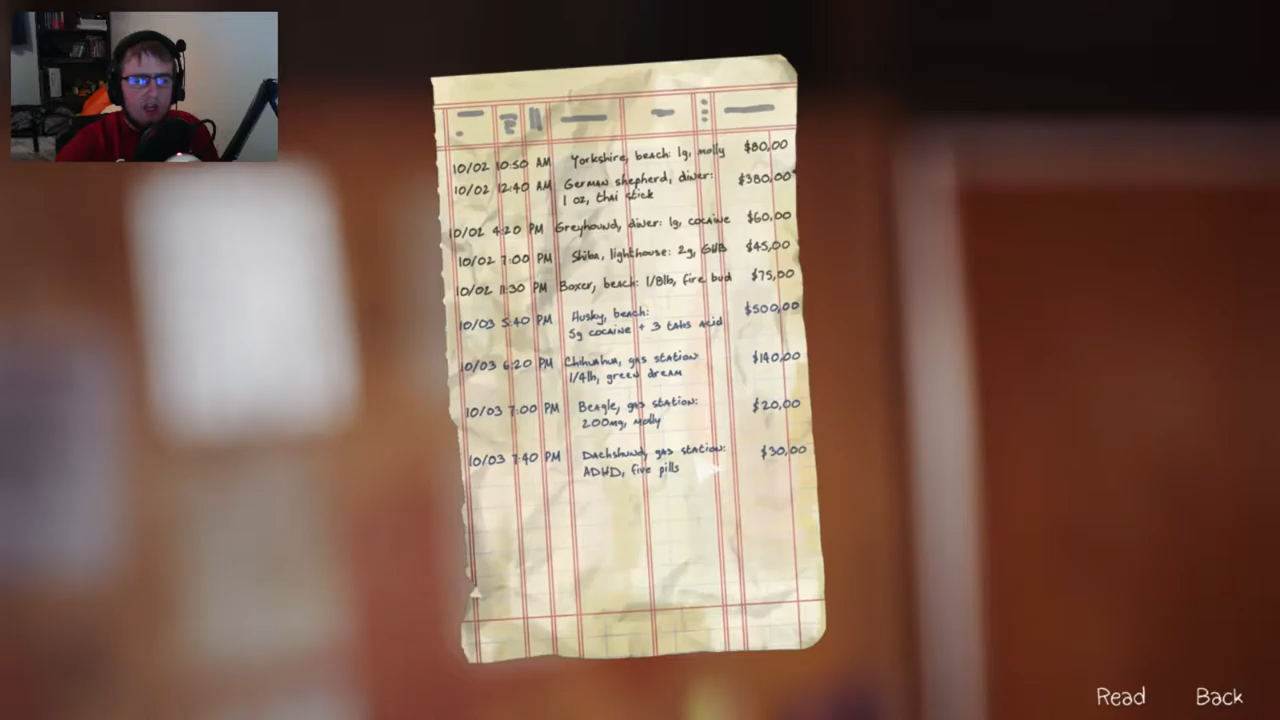 10/02 10:50 AM Yorkshire, beach: 1g, molly $80,00
10/02 12:40 AM German shepherd, diner: $380,00
1 oz, thai stick
10/02 4:20 PM Greyhound, diner: 1g, cocaine $60,00
10/02 7:00 PM Shiba, lighthouse: 2g, GHB $45,00
10/02 11:30 PM Boxer, beach: 1/8lb, fire bud $75,00
10/03 5:40 PM Husky, beach: $500,00
5g cocaine + 3 tabs acid
10/03 6:20 PM Chihuahua, gas station $140,00
1/4lb, green dream
10/03 7:00 PM Beagle, gas station: $20,00
200mg, molly
10/03 7:40 PM Dachshund, gas station: $30,00
ADHD, five pills
Read Back